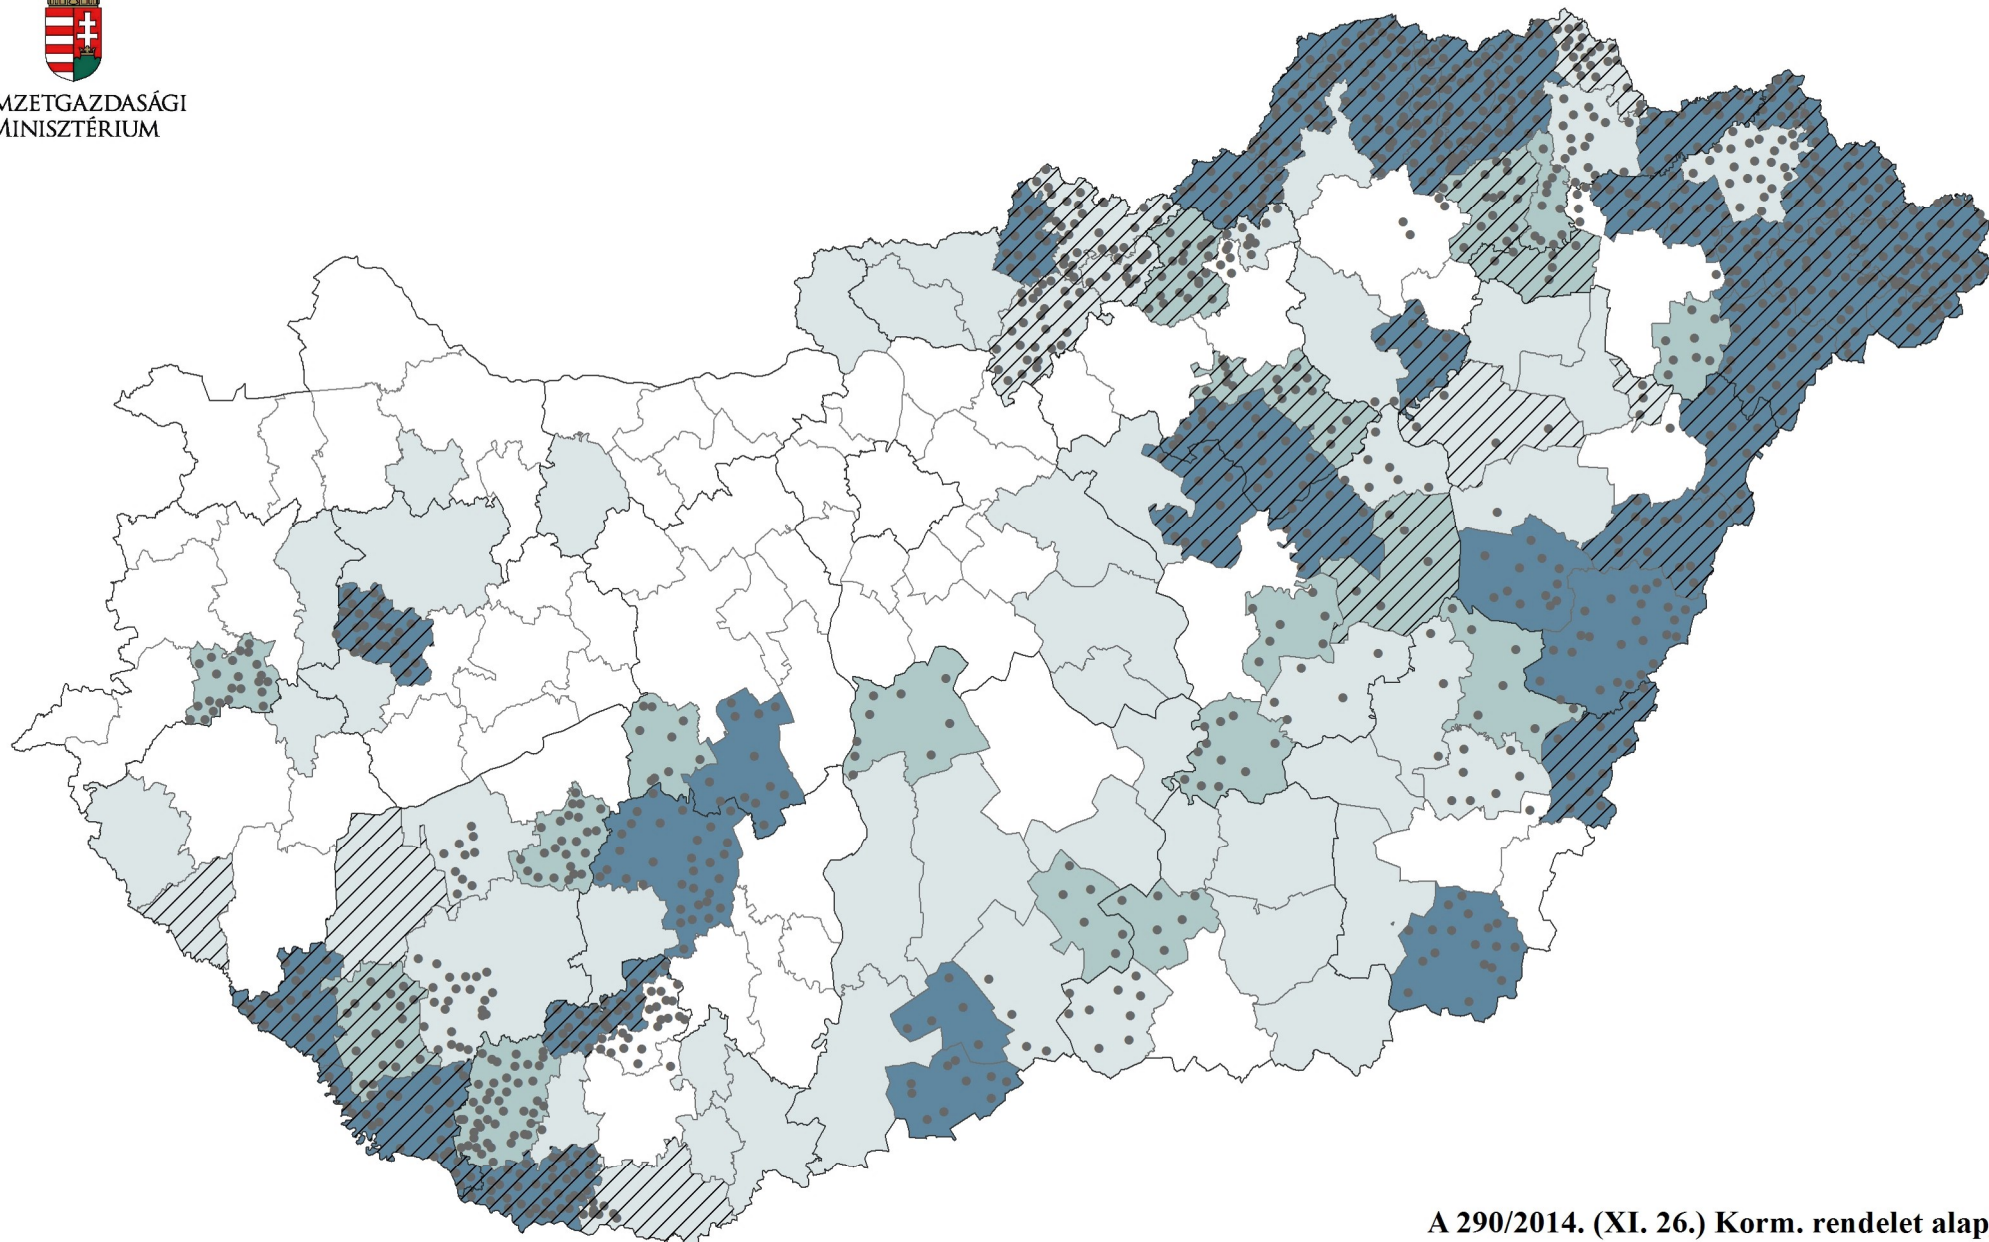 MZETGAZDASÁGI
MINISZTÉRIUM
A 290/2014. (XI. 26.) Korm. rendelet alap